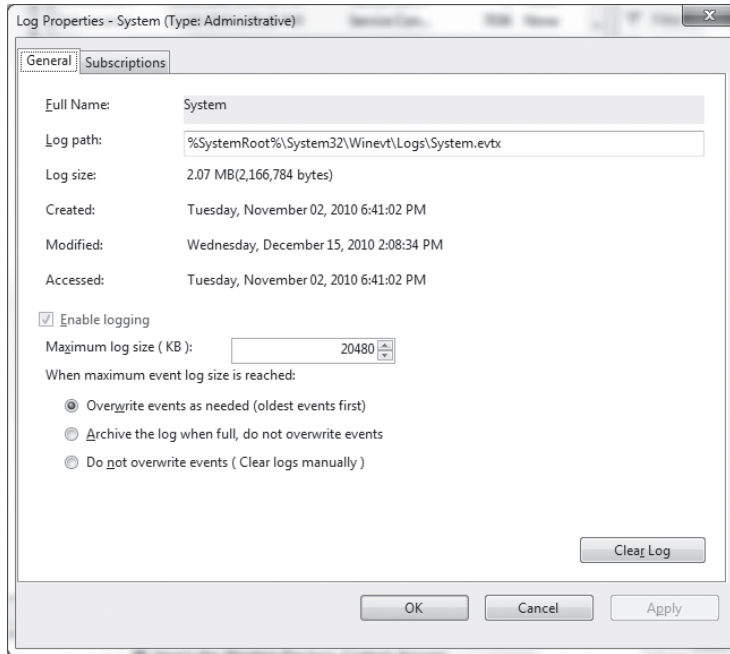 Log Properties - System (Type: Administrative)
General
Subscriptions
Full Name: System
Log path: %SystemRoot%\System32\Winevt\Logs\System.evtx
Log size: 2.07 MB(2,166,784 bytes)
Created: Tuesday, November 02, 2010 6:41:02 PM
Modified: Wednesday, December 15, 2010 2:08:34 PM
Accessed: Tuesday, November 02, 2010 6:41:02 PM
Enable logging
Maximum log size ( KB ): 20480
When maximum event log size is reached:
Overwrite events as needed (oldest events first)
Archive the log when full, do not overwrite events
Do not overwrite events ( Clear logs manually )
Clear Log
OK Cancel Apply